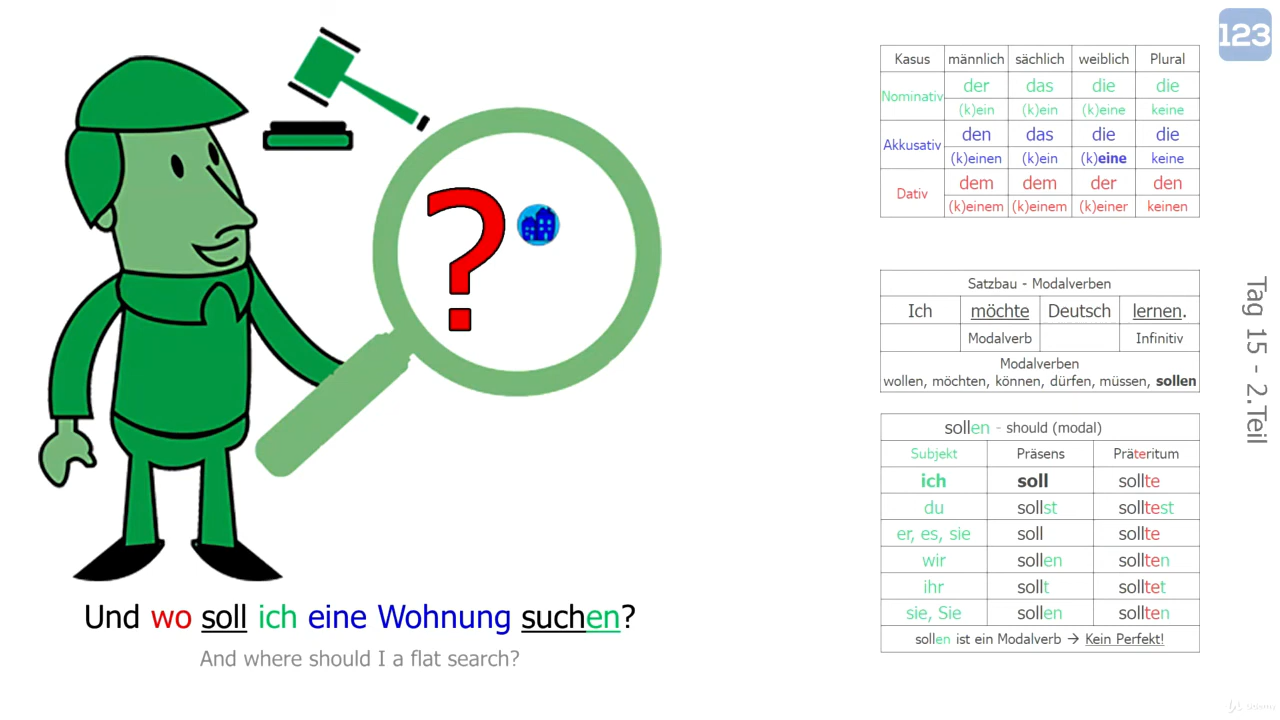 123
Kasus männlich sächlich weiblich Plural
Nominativ der das die die
(k)ein (k)ein (k)eine keine
Akkusativ den das die die
(k)einen (k)ein (k)eine keine
Dativ dem dem der den
(k)einem (k)einem (k)einer keinen
Satzbau - Modalverben
Ich möchte Deutsch lernen.
Modalverb Infinitiv
Modalverben
wollen, möchten, können, dürfen, müssen, sollen
sollen - should (modal)
Subjekt Präsens Präteritum
ich soll sollte
du sollst solltest
er, es, sie soll sollte
wir sollen sollten
ihr sollt solltet
sie, Sie sollen sollten
sollen ist ein Modalverb → Kein Perfekt!
Tag 15 - 2.Teil
?
Und wo soll ich eine Wohnung suchen?
And where should I a flat search?